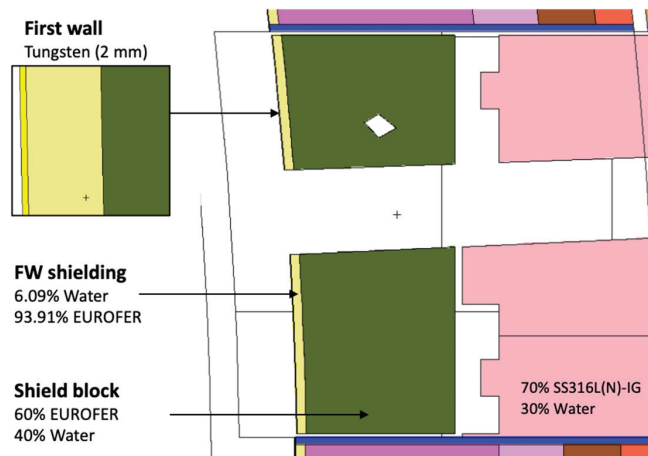 First wall
Tungsten (2 mm)
FW shielding
6.09% Water
93.91% EUROFER
Shield block
60% EUROFER
40% Water
70% SS316L(N)-IG
30% Water